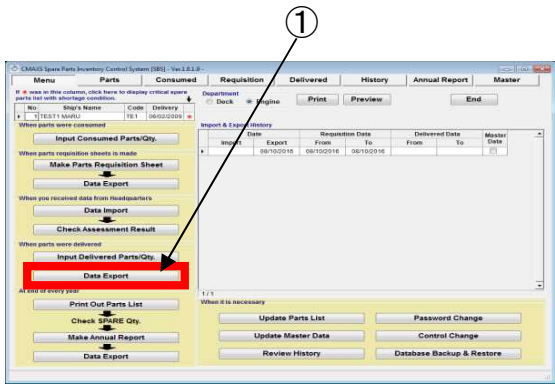 ①
CMAXS Spare Parts Inventory Control System [SBS] - Ver.1.0.1.0 -
Menu Parts Consumed Requisition Delivered History Annual Report Master
If * was in this column, click here to display critical spare
parts list with shortage condition.
No Ship's Name Code Delivery
1 TEST1 MARU TE1 06/02/2009 *
Department
Deck Engine Print Preview End
When parts were consumed
Input Consumed Parts/Qty.
When parts requisition sheets is made
Make Parts Requisition Sheet
Data Export
When you received data from Headquarters
Data Import
Check Assessment Result
When parts were delivered
Input Delivered Parts/Qty.
Data Export
At end of every year
Print Out Parts List
Check SPARE Qty.
Make Annual Report
Data Export
Import & Export History
Date Requisition Data Delivered Data Master
Import Export From To From To Data
08/10/2016 08/10/2016 08/10/2016
1 / 1
When it is necessary
Update Parts List Password Change
Update Master Data Control Change
Review History Database Backup & Restore